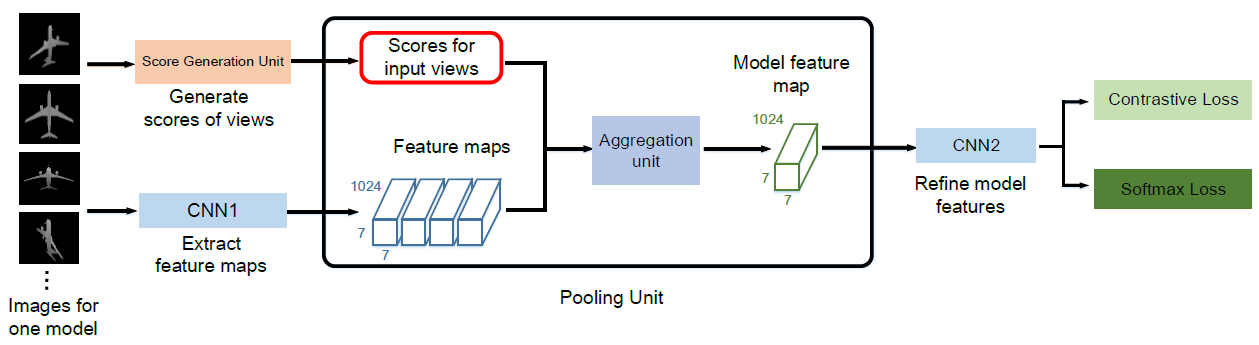 Score Generation Unit
Generate
scores of views
Scores for
input views
Model feature
map
1024
7
7
Contrastive Loss
Feature maps
1024
7
7
Aggregation
unit
CNN2
Refine model
features
Softmax Loss
CNN1
Extract
feature maps
Pooling Unit
⋮
Images for
one model